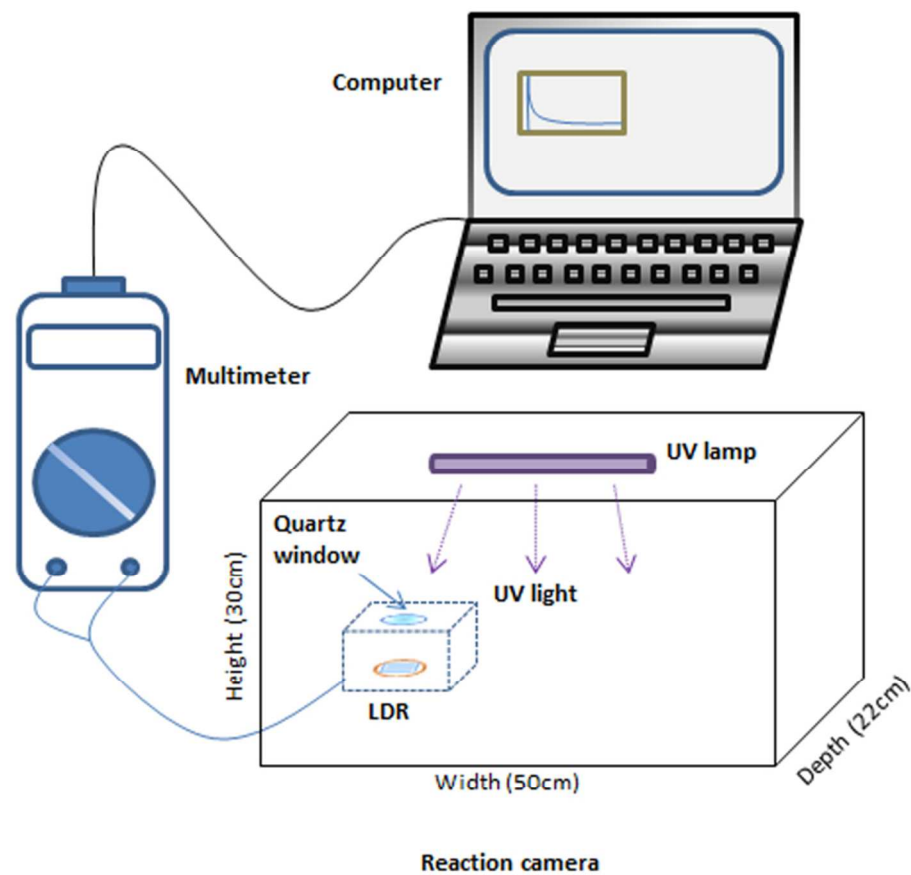 Computer
Multimeter
UV lamp
Quartz
window
UV light
Height (30cm)
LDR
Depth (22cm)
Width (50cm)
Reaction camera